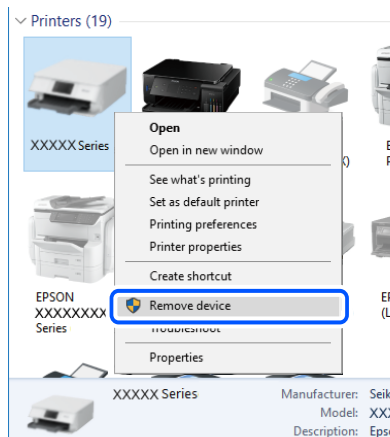 Printers (19)
XXXXX Series
Open
Open in new window
See what's printing
Set as default printer
Printing preferences
Printer properties
Create shortcut
EPSON
XXXXXXXX
Series
Remove device
Troubleshoot
Properties
XXXXX Series
Manufacturer:
Model:
Description: